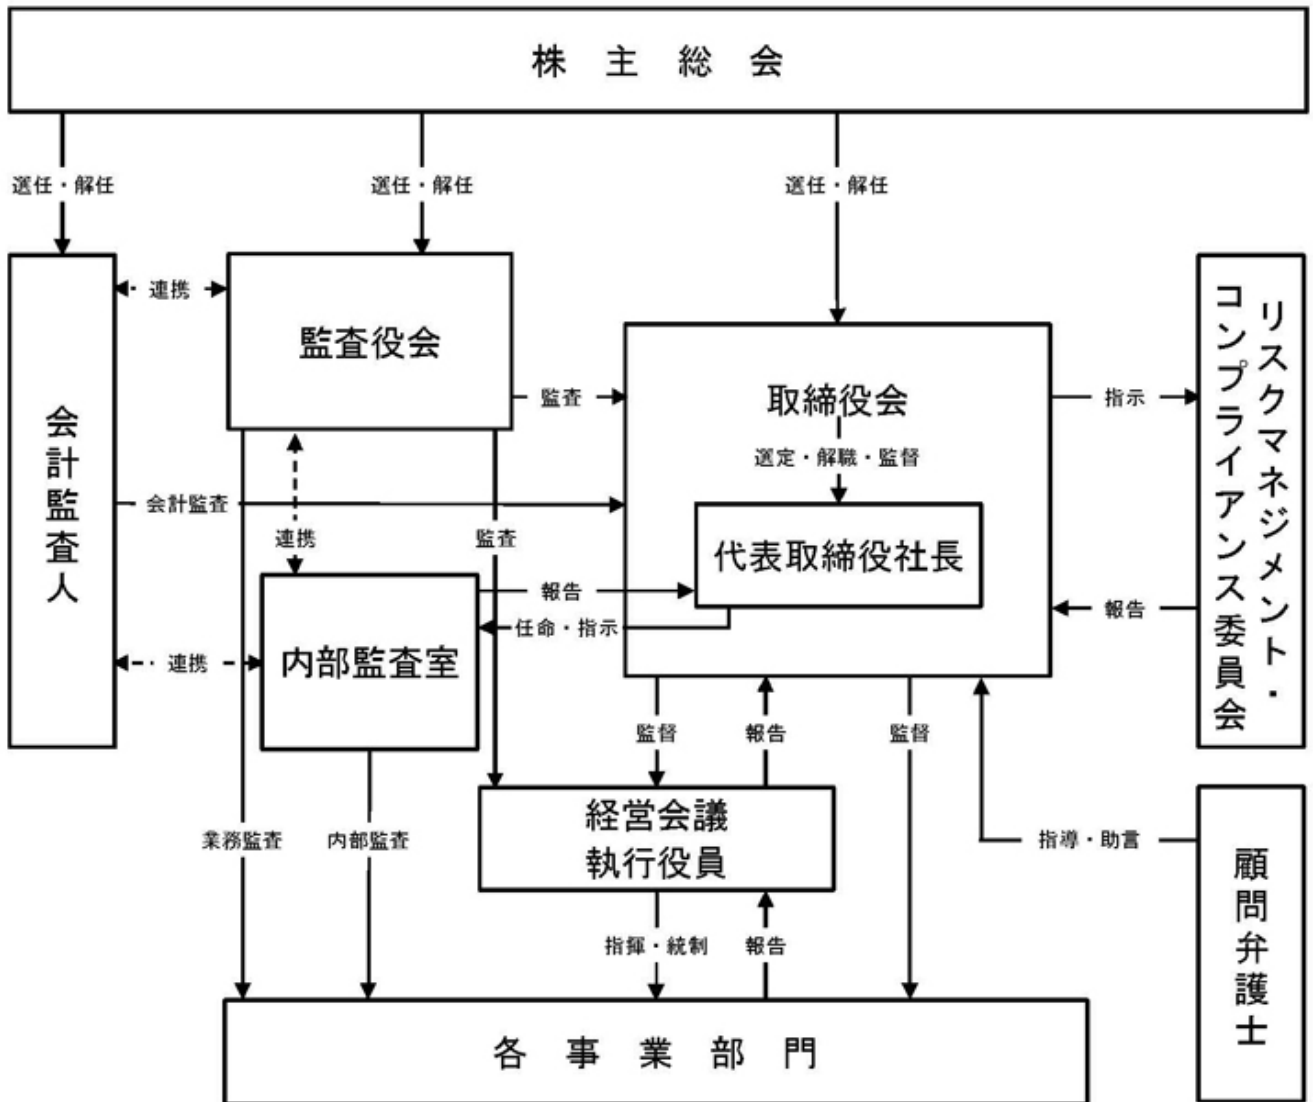 株主総会
選任・解任
選任・解任
選任・解任
会計監査人
連携
監査役会
監査
取締役会
選定・解職・監督
代表取締役社長
指示
リスクマネジメント・
コンプライアンス委員会
会計監査
連携
監査
報告
任命・指示
報告
連携
内部監査室
監督
報告
監督
経営会議
執行役員
業務監査
内部監査
指導・助言
顧問弁護士
指揮・統制
報告
各事業部門